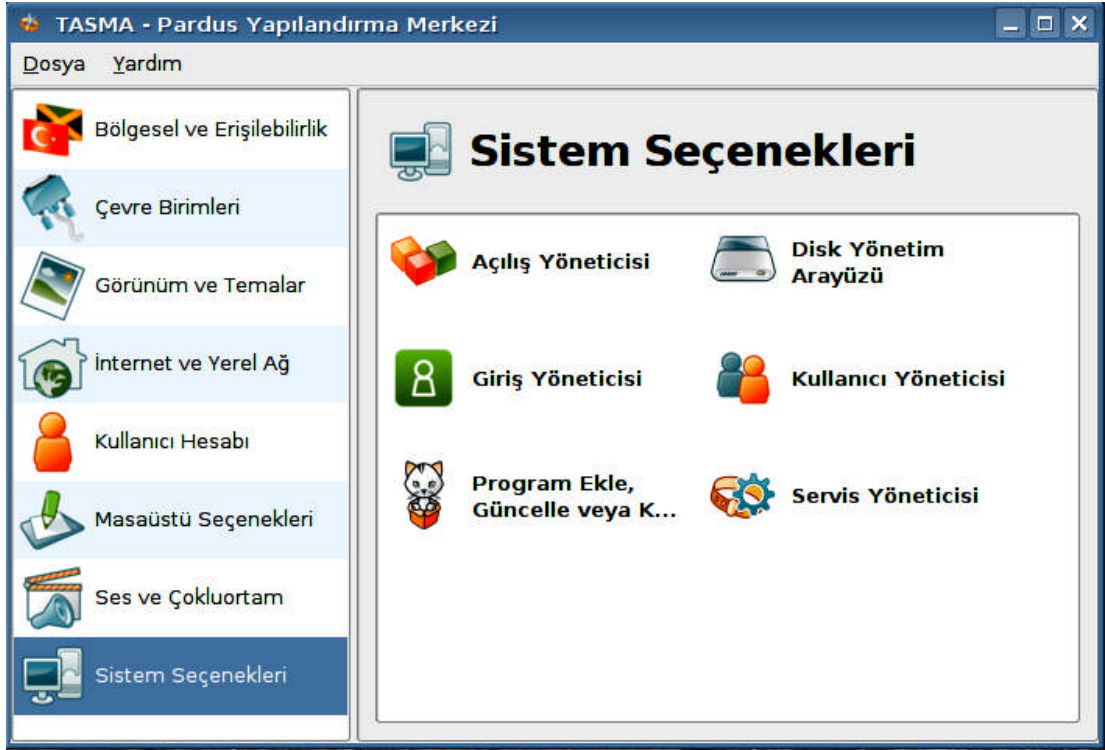 TASMA - Pardus Yapılandırma Merkezi
Dosya Yardım
Bölgesel ve Erişilebilirlik
Çevre Birimleri
Görünüm ve Temalar
İnternet ve Yerel Ağ
Kullanıcı Hesabı
Masaüstü Seçenekleri
Ses ve Çokluortam
Sistem Seçenekleri
Sistem Seçenekleri
Açılış Yöneticisi
Disk Yönetim
Arayüzü
Giriş Yöneticisi
Kullanıcı Yöneticisi
Program Ekle,
Güncelle veya K...
Servis Yöneticisi